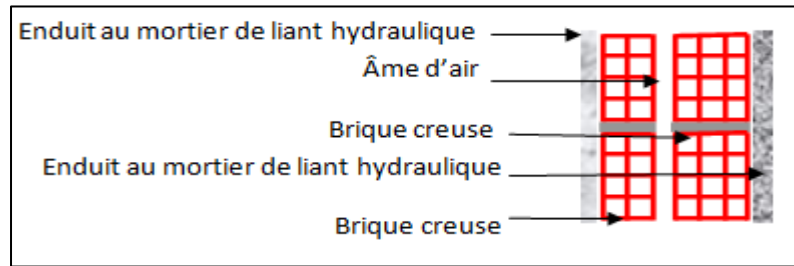 Enduit au mortier de liant hydraulique
Âme d'air
Brique creuse
Enduit au mortier de liant hydraulique
Brique creuse